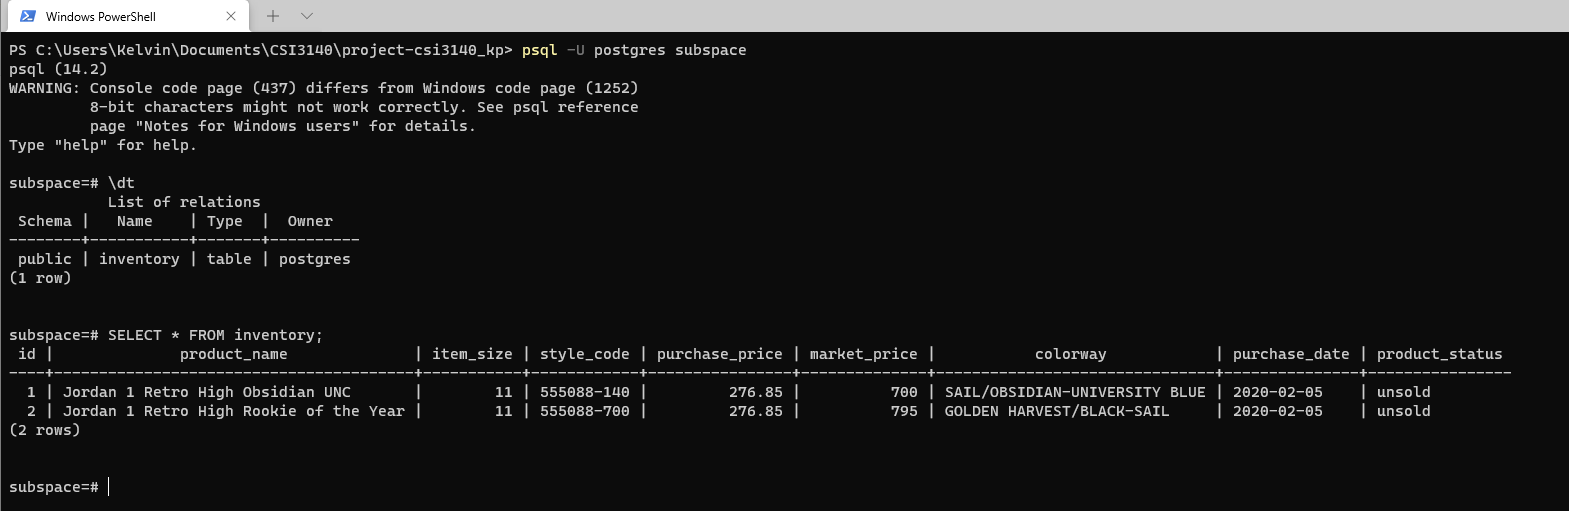 Windows PowerShell
PS C:\Users\Kelvin\Documents\CSI3140\project-csi3140_kp> psql -U postgres subspace
psql (14.2)
WARNING: Console code page (437) differs from Windows code page (1252)
         8-bit characters might not work correctly. See psql reference
         page "Notes for Windows users" for details.
Type "help" for help.
subspace=# \dt
           List of relations
 Schema |   Name    | Type  |  Owner
--------+-----------+-------+----------
 public | inventory | table | postgres
(1 row)
subspace=# SELECT * FROM inventory;
 id |              product_name              | item_size | style_code | purchase_price | market_price |           colorway            | purchase_date | product_status
----+----------------------------------------+-----------+------------+----------------+--------------+-------------------------------+---------------+----------------
  1 | Jordan 1 Retro High Obsidian UNC       |        11 | 555088-140 |         276.85 |          700 | SAIL/OBSIDIAN-UNIVERSITY BLUE | 2020-02-05    | unsold
  2 | Jordan 1 Retro High Rookie of the Year |        11 | 555088-700 |         276.85 |          795 | GOLDEN HARVEST/BLACK-SAIL     | 2020-02-05    | unsold
(2 rows)
subspace=#